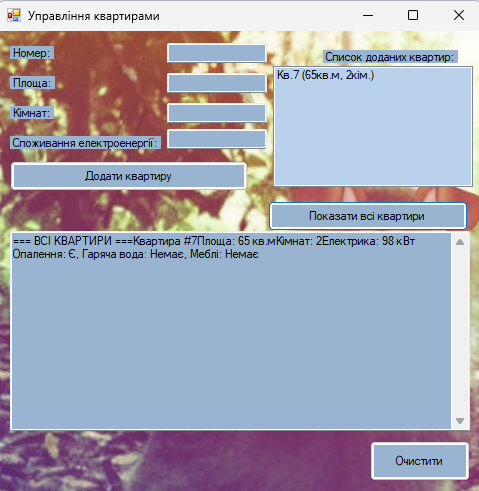 Управління квартирами
Номер:
Площа:
Кімнат:
Споживання електроенергії:
Додати квартиру
Список доданих квартир:
Кв.7 (65кв.м, 2кім.)
Показати всі квартири
=== ВСІ КВАРТИРИ ===Квартира #7Площа: 65 кв.мКімнат: 2Електрика: 98 кВт
Опалення: Є, Гаряча вода: Немає, Меблі: Немає
Очистити